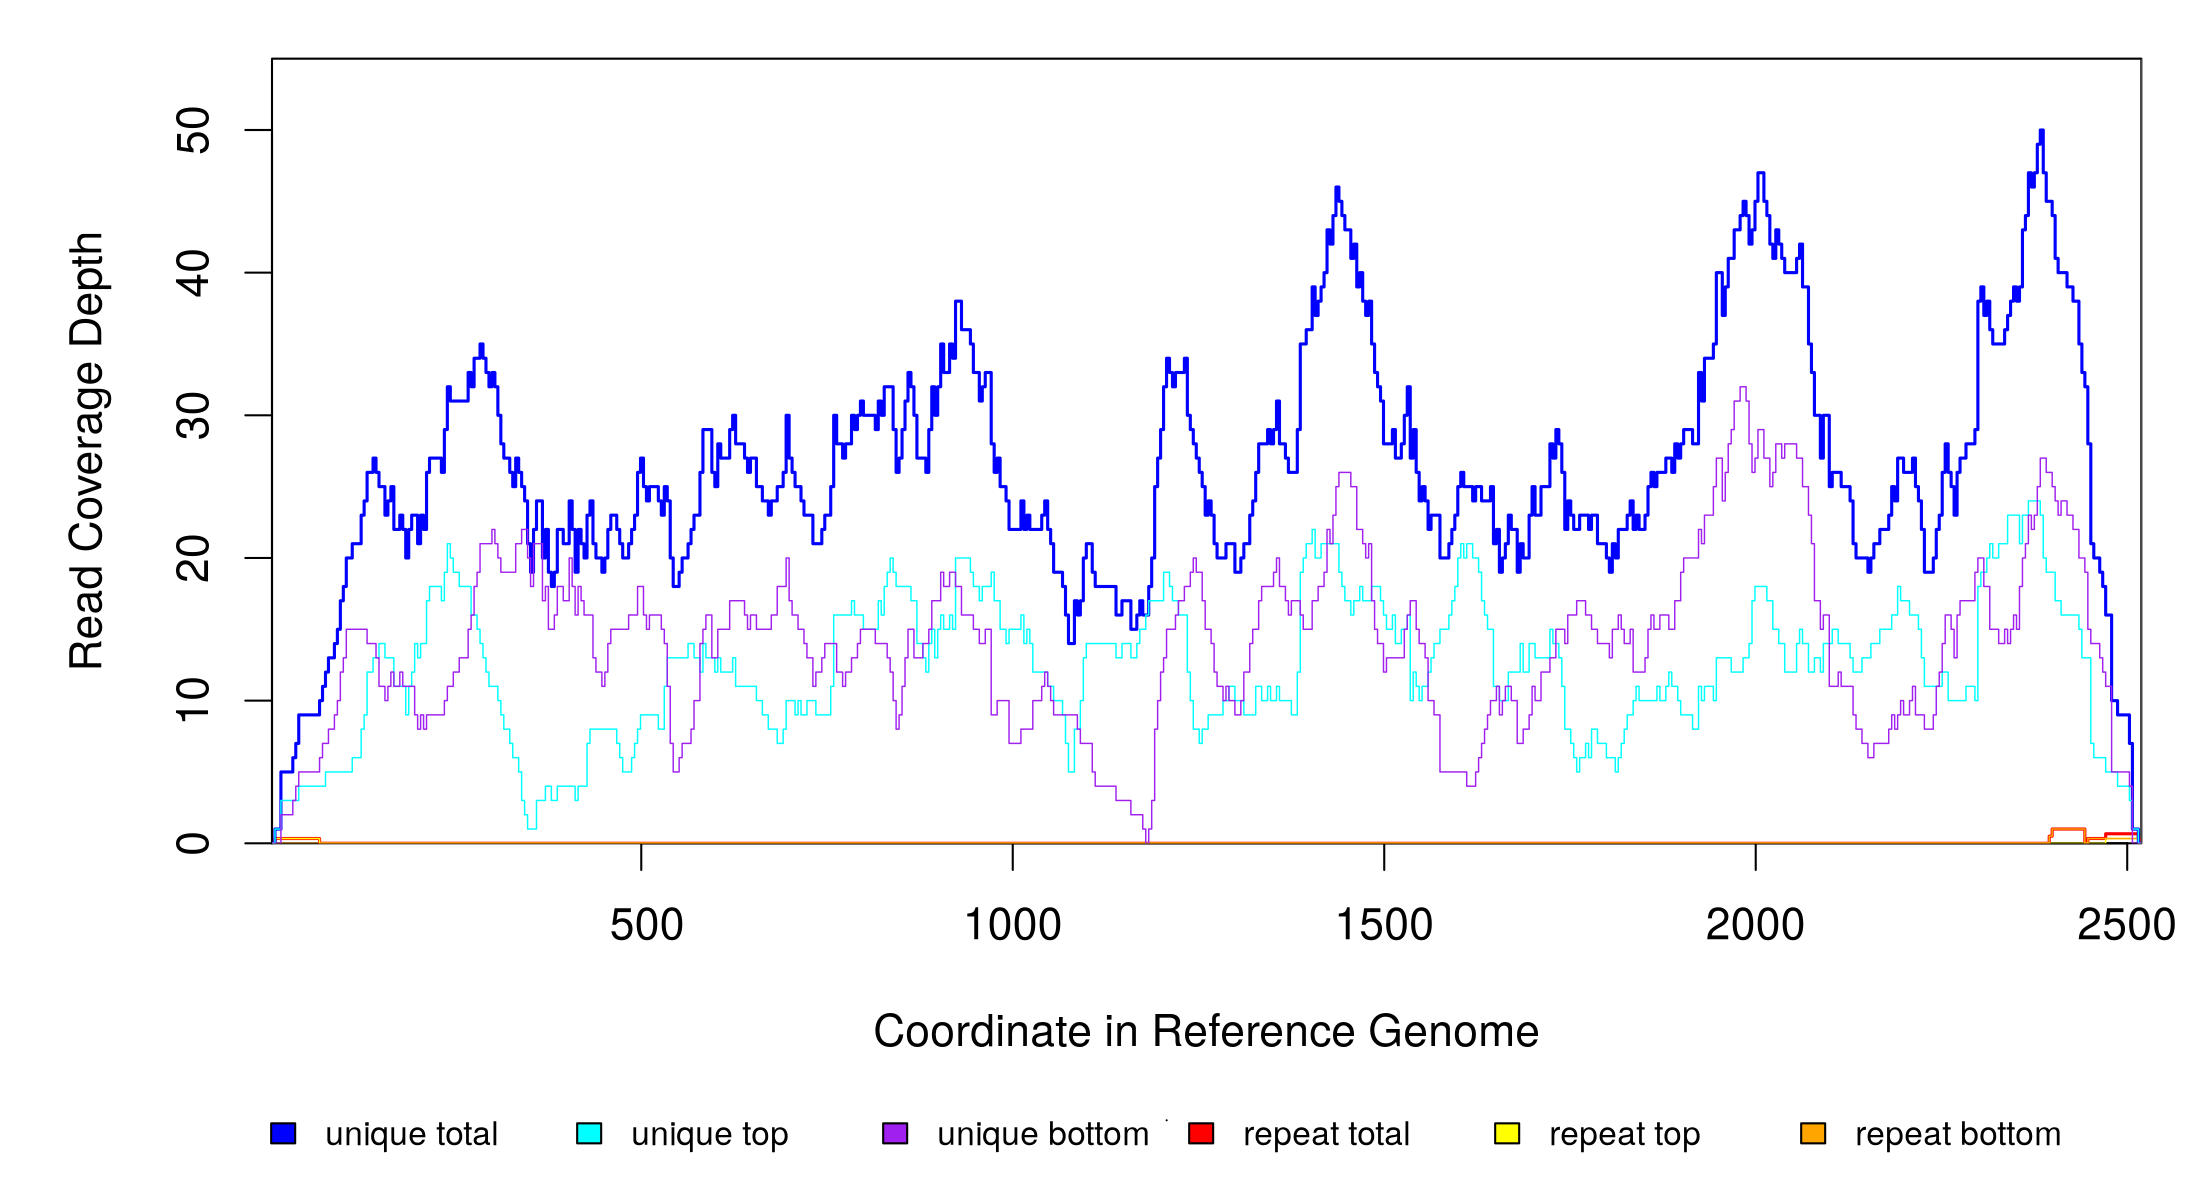 Read Coverage Depth
50
40
30
20
10
0
500 1000 1500 2000 2500
Coordinate in Reference Genome
unique total unique top unique bottom repeat total repeat top repeat bottom